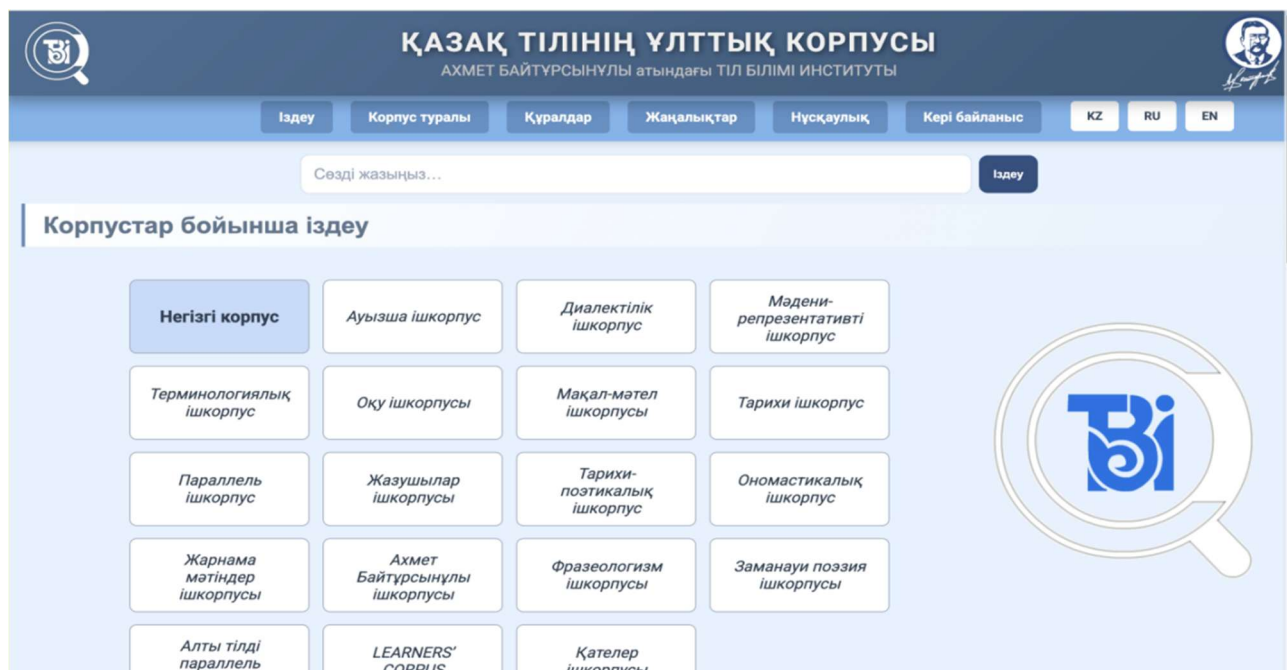 ҚАЗАҚ ТІЛІНІҢ ҰЛТТЫҚ КОРПУСЫ
АХМЕТ БАЙТҰРСЫНҰЛЫ атындағы ТІЛ БІЛІМІ ИНСТИТУТЫ
Іздеу Корпус туралы Құралдар Жаңалықтар Нұсқаулық Кері байланыс KZ RU EN
Сөзді жазыңыз... Іздеу
Корпустар бойынша іздеу
Негізгі корпус
Ауызша ішкорпус
Диалектілік
ішкорпус
Мәдени-
репрезентативті
ішкорпус
Терминологиялық
ішкорпус
Оқу ішкорпусы
Мақал-мәтел
ішкорпусы
Тарихи ішкорпус
Параллель
ішкорпус
Жазушылар
ішкорпусы
Тарихи-
поэтикалық
ішкорпус
Ономастикалық
ішкорпус
Жарнама
мәтіндер
ішкорпусы
Ахмет
Байтұрсынұлы
ішкорпусы
Фразеологизм
ішкорпусы
Заманауи поэзия
ішкорпусы
Алты тілді
параллель
LEARNERS'
CORPUS
Қателер
ішкорпусы